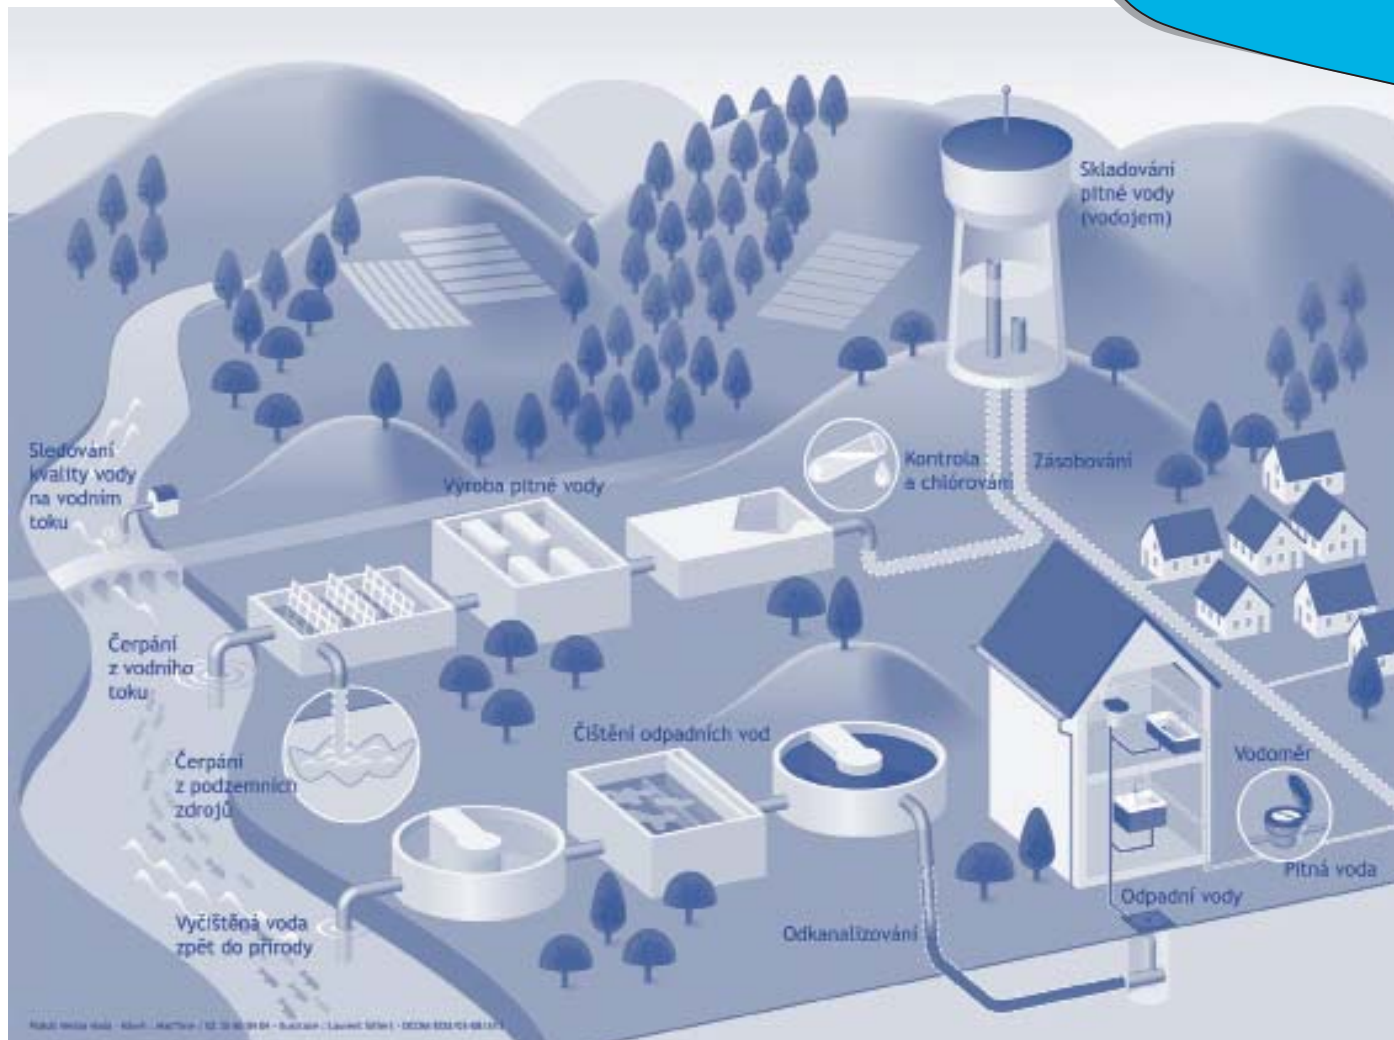 Skladování
pitné vody
(vodojem)
Sledování
kvality vody
na vodním
toku
Výroba pitné vody
Kontrola
a chlórování
Zásobování
Čerpání
z vodního
toku
Čerpání
z podzemních
zdrojů
Čištění odpadních vod
Vodoměr
Pitná voda
Odpadní vody
Odkanalizování
Vyčištěná voda
zpět do přírody